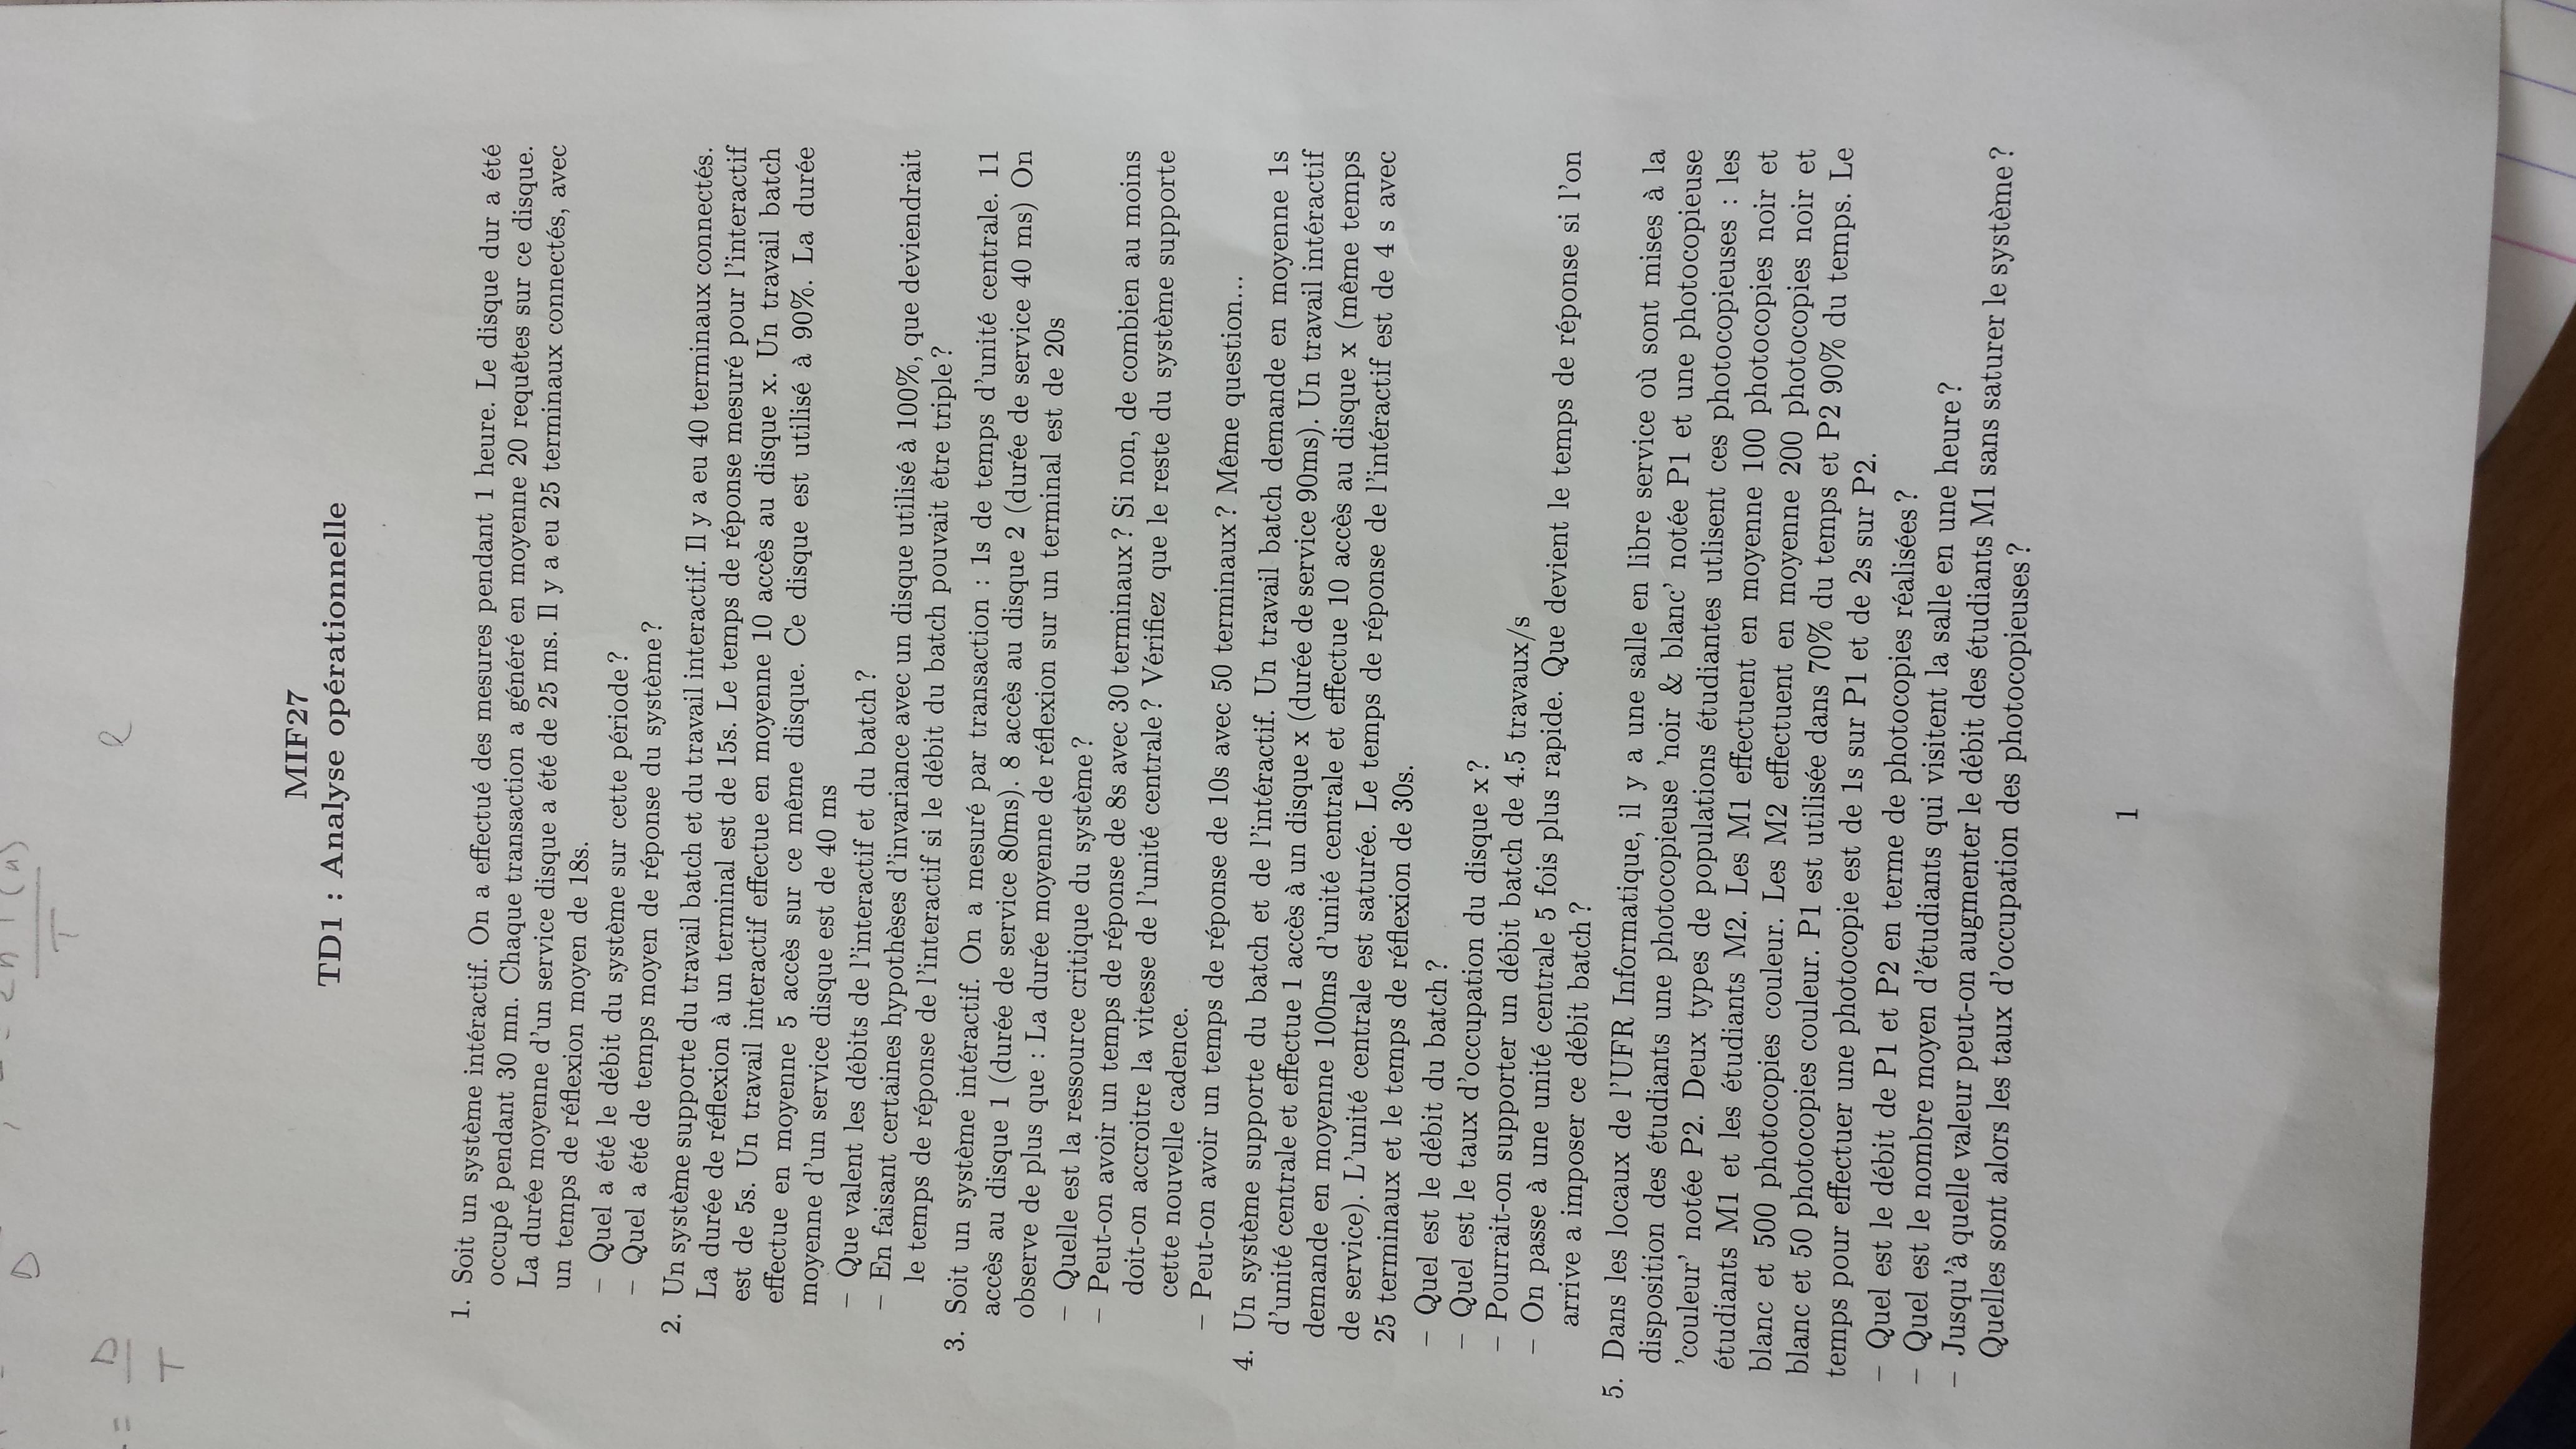 MIF27
TD1 : Analyse opérationnelle
1. Soit un système intéractif. On a effectué des mesures pendant 1 heure. Le disque dur a été
occupé pendant 30 mn. Chaque transaction a généré en moyenne 20 requêtes sur ce disque.
La durée moyenne d'un service disque a été de 25 ms. Il y a eu 25 terminaux connectés, avec
un temps de réflexion moyen de 18s.
– Quel a été le débit du système sur cette période ?
– Quel a été de temps moyen de réponse du système ?
2. Un système supporte du travail batch et du travail interactif. Il y a eu 40 terminaux connectés.
La durée de réflexion à un terminal est de 15s. Le temps de réponse mesuré pour l'interactif
est de 5s. Un travail interactif effectue en moyenne 10 accès au disque x. Un travail batch
effectue en moyenne 5 accès sur ce même disque. Ce disque est utilisé à 90%. La durée
moyenne d'un service disque est de 40 ms
– Que valent les débits de l'interactif et du batch ?
– En faisant certaines hypothèses d'invariance avec un disque utilisé à 100%, que deviendrait
le temps de réponse de l'interactif si le débit du batch pouvait être triple ?
3. Soit un système intéractif. On a mesuré par transaction : 1s de temps d'unité centrale. 11
accès au disque 1 (durée de service 80ms). 8 accès au disque 2 (durée de service 40 ms) On
observe de plus que : La durée moyenne de réflexion sur un terminal est de 20s
– Quelle est la ressource critique du système ?
– Peut-on avoir un temps de réponse de 8s avec 30 terminaux ? Si non, de combien au moins
doit-on accroitre la vitesse de l'unité centrale ? Vérifiez que le reste du système supporte
cette nouvelle cadence.
– Peut-on avoir un temps de réponse de 10s avec 50 terminaux ? Même question...
4. Un système supporte du batch et de l'intéractif. Un travail batch demande en moyenne 1s
d'unité centrale et effectue 1 accès à un disque x (durée de service 90ms). Un travail intéractif
demande en moyenne 100ms d'unité centrale et effectue 10 accès au disque x (même temps
de service). L'unité centrale est saturée. Le temps de réponse de l'intéractif est de 4 s avec
25 terminaux et le temps de réflexion de 30s.
– Quel est le débit du batch ?
– Quel est le taux d'occupation du disque x ?
– Pourrait-on supporter un débit batch de 4.5 travaux/s
– On passe à une unité centrale 5 fois plus rapide. Que devient le temps de réponse si l'on
arrive a imposer ce débit batch ?
5. Dans les locaux de l'UFR Informatique, il y a une salle en libre service où sont mises à la
disposition des étudiants une photocopieuse 'noir & blanc' notée P1 et une photocopieuse
'couleur' notée P2. Deux types de populations étudiantes utlisent ces photocopieuses : les
étudiants M1 et les étudiants M2. Les M1 effectuent en moyenne 100 photocopies noir et
blanc et 500 photocopies couleur. Les M2 effectuent en moyenne 200 photocopies noir et
blanc et 50 photocopies couleur. P1 est utilisée dans 70% du temps et P2 90% du temps. Le
temps pour effectuer une photocopie est de 1s sur P1 et de 2s sur P2.
– Quel est le débit de P1 et P2 en terme de photocopies réalisées ?
– Quel est le nombre moyen d'étudiants qui visitent la salle en une heure ?
– Jusqu'à quelle valeur peut-on augmenter le débit des étudiants M1 sans saturer le système ?
Quelles sont alors les taux d'occupation des photocopieuses ?
1